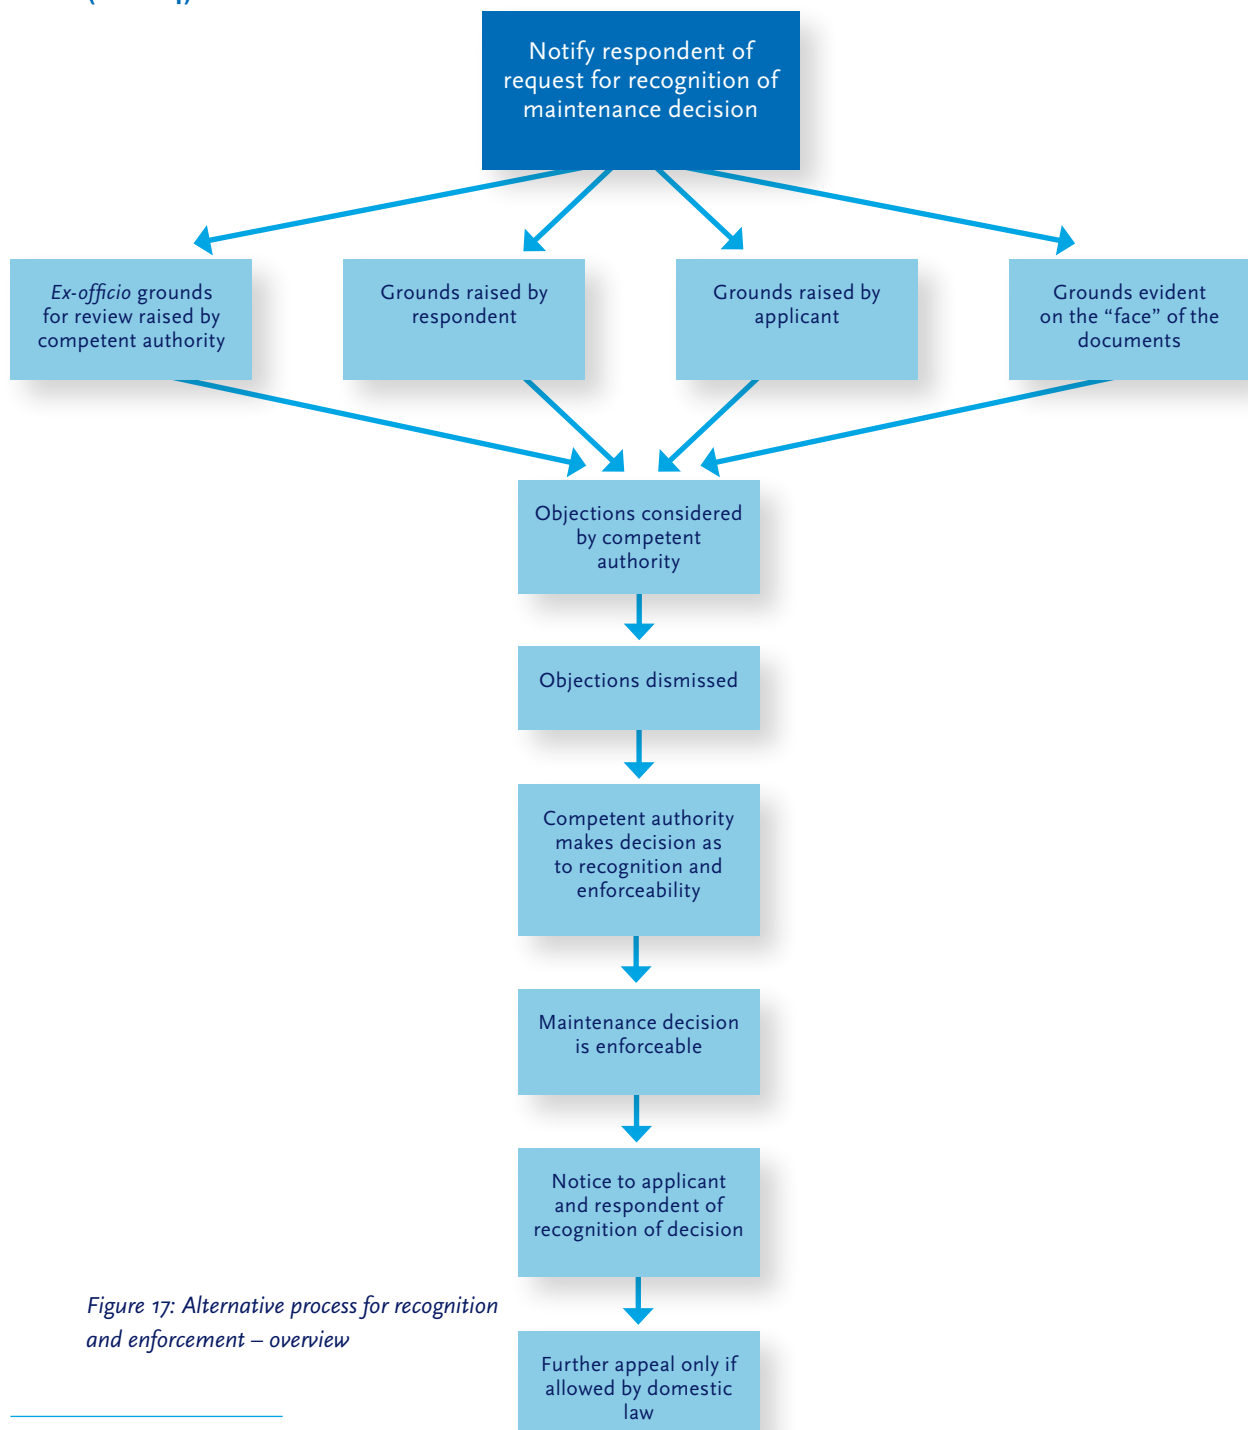 Notify respondent of
request for recognition of
maintenance decision
Ex-officio grounds
for review raised by
competent authority
Grounds raised by
respondent
Grounds raised by
applicant
Grounds evident
on the “face” of the
documents
Objections considered
by competent
authority
Objections dismissed
Competent authority
makes decision as
to recognition and
enforceability
Maintenance decision
is enforceable
Notice to applicant
and respondent of
recognition of decision
Figure 17: Alternative process for recognition
and enforcement – overview
Further appeal only if
allowed by domestic
law